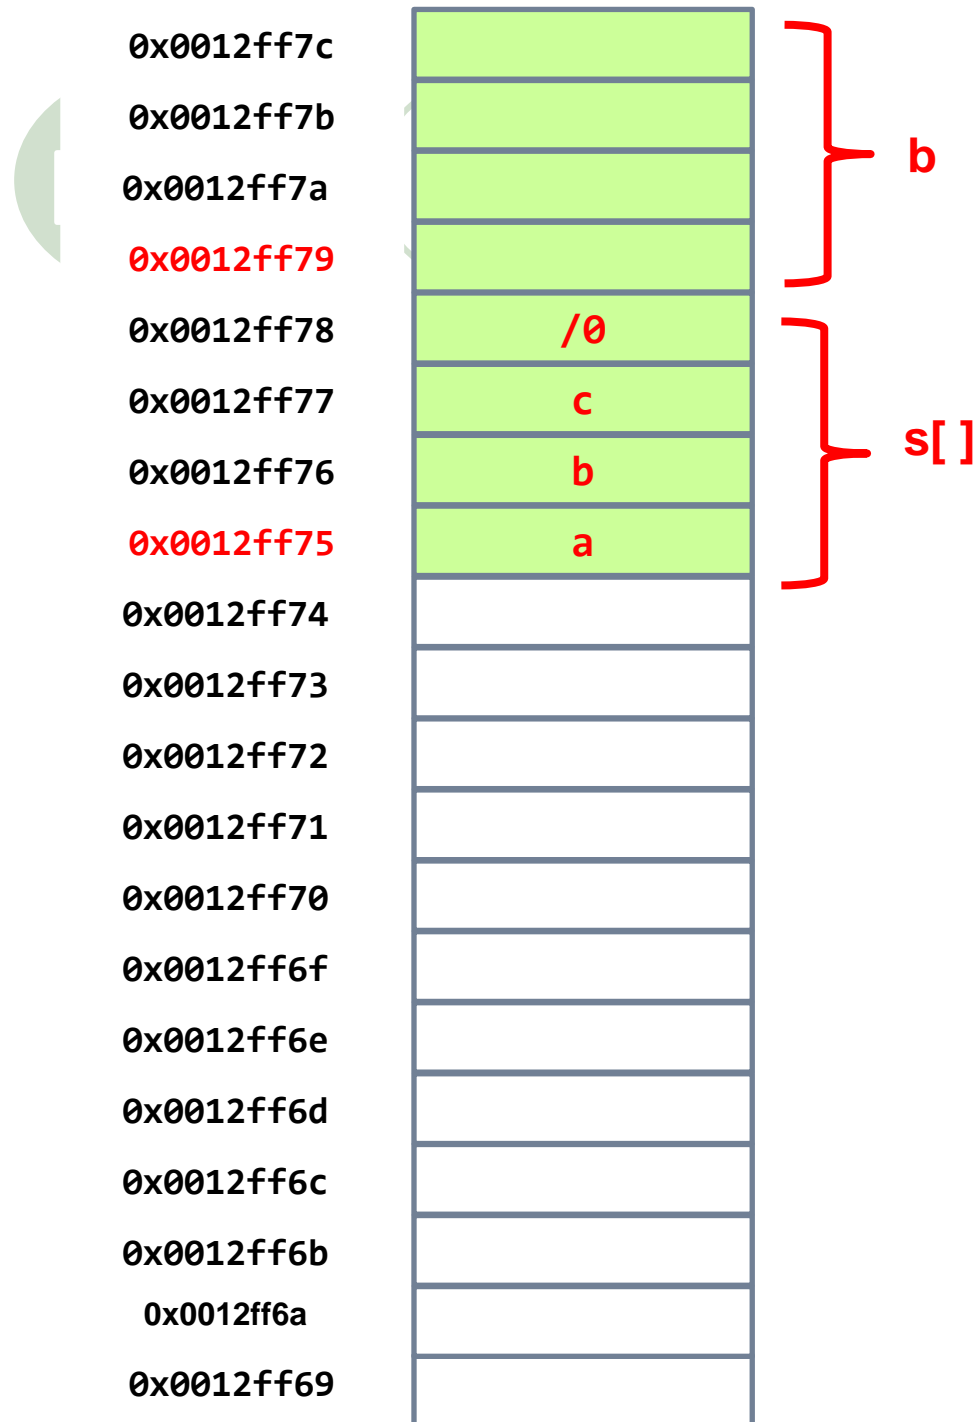 0x0012ff7c
0x0012ff7b
b
0x0012ff7a
0x0012ff79
0x0012ff78 /0
0x0012ff77 c
s[ ]
0x0012ff76 b
0x0012ff75 a
0x0012ff74
0x0012ff73
0x0012ff72
0x0012ff71
0x0012ff70
0x0012ff6f
0x0012ff6e
0x0012ff6d
0x0012ff6c
0x0012ff6b
0x0012ff6a
0x0012ff69